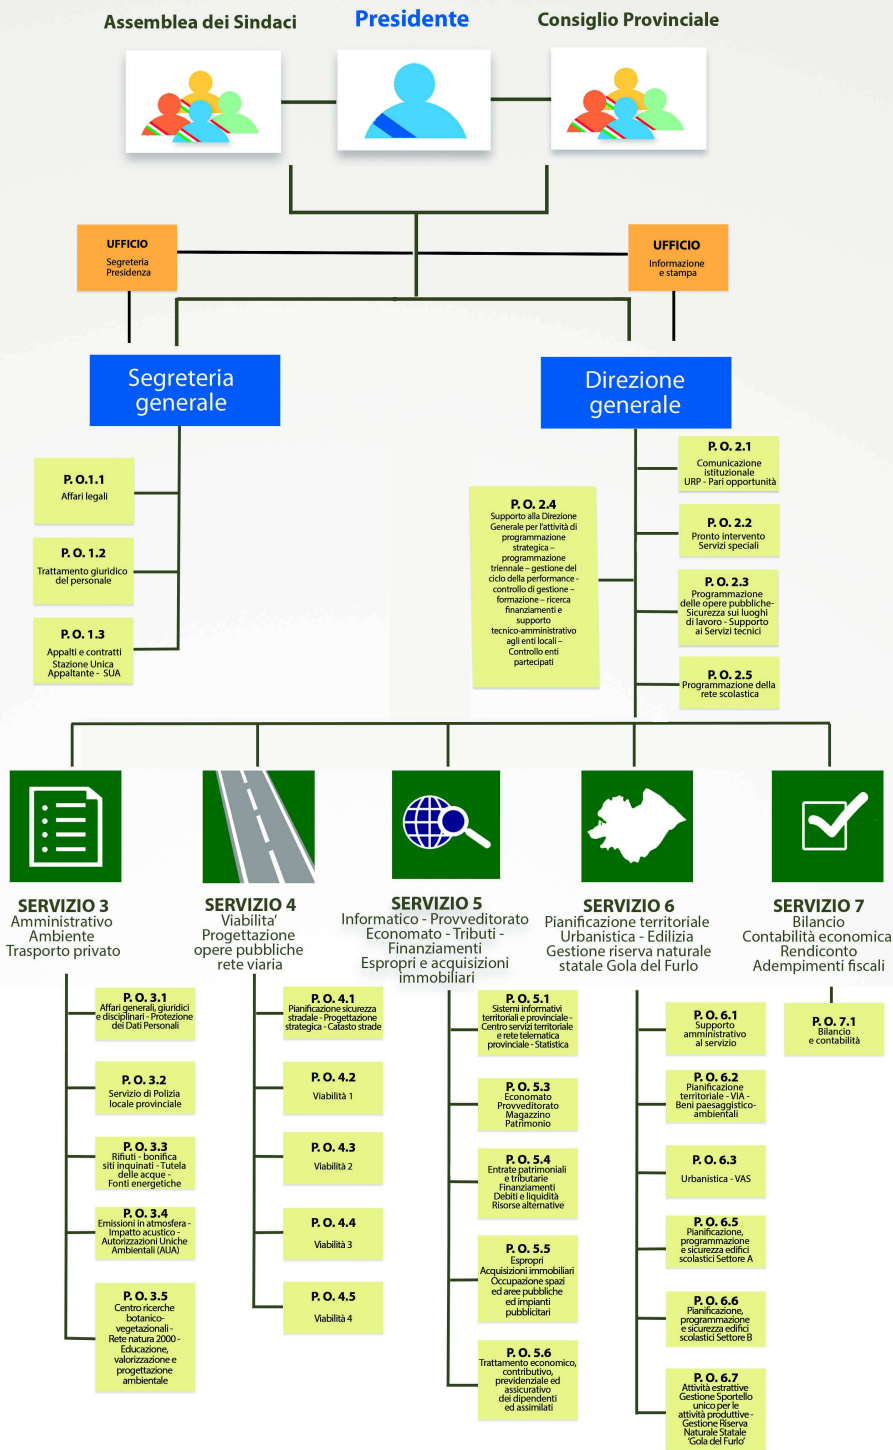 Assemblea dei Sindaci
Presidente
Consiglio Provinciale
UFFICIO
Segreteria
Presidenza
UFFICIO
Informazione
e stampa
Segreteria
generale
Direzione
generale
P. O.1.1
Affari legali
P. O. 1.2
Trattamento giuridico
del personale
P. O. 1.3
Appalti e contratti
Stazione Unica
Appaltante - SUA
P. O. 2.4
Supporto alla Direzione
Generale per l'attività di
programmazione
strategica –
programmazione
triennale – gestione del
ciclo della performance -
controllo di gestione –
formazione – ricerca
finanziamenti e
supporto
tecnico-amministrativo
agli enti locali –
Controllo enti
partecipati
P. O. 2.1
Comunicazione
istituzionale
URP - Pari opportunità
P. O. 2.2
Pronto intervento
Servizi speciali
P. O. 2.3
Programmazione
delle opere pubbliche-
Sicurezza sui luoghi
di lavoro - Supporto
ai Servizi tecnici
P. O. 2.5
Programmazione della
rete scolastica
SERVIZIO 3
Amministrativo
Ambiente
Trasporto privato
P. O. 3.1
Affari generali, giuridici
e disciplinari - Protezione
dei Dati Personali
P. O. 3.2
Servizio di Polizia
locale provinciale
P. O. 3.3
Rifiuti - bonifica
siti inquinati - Tutela
delle acque -
Fonti energetiche
P. O. 3.4
Emissioni in atmosfera -
Impatto acustico -
Autorizzazioni Uniche
Ambientali (AUA)
P. O. 3.5
Centro ricerche
botanico-
vegetazionali -
Rete natura 2000 -
Educazione,
valorizzazione e
progettazione
ambientale
SERVIZIO 4
Viabilita'
Progettazione
opere pubbliche
rete viaria
P. O. 4.1
Pianificazione sicurezza
stradale - Progettazione
strategica - Catasto strade
P. O. 4.2
Viabilità 1
P. O. 4.3
Viabilità 2
P. O. 4.4
Viabilità 3
P. O. 4.5
Viabilità 4
SERVIZIO 5
Informatico - Provveditorato
Economato - Tributi -
Finanziamenti
Espropri e acquisizioni
immobiliari
P. O. 5.1
Sistemi informativi
territoriali e provinciale -
Centro servizi territoriale
e rete telematica
provinciale - Statistica
P. O. 5.3
Economato
Provveditorato
Magazzino
Patrimonio
P. O. 5.4
Entrate patrimoniali
e tributarie
Finanziamenti
Debiti e liquidità
Risorse alternative
P. O. 5.5
Espropri
Acquisizioni immobiliari
Occupazione spazi
ed aree pubbliche
ed impianti
pubblicitari
P. O. 5.6
Trattamento economico,
contributivo,
previdenziale ed
assicurativo
dei dipendenti
ed assimilati
SERVIZIO 6
Pianificazione territoriale
Urbanistica - Edilizia
Gestione riserva naturale
statale Gola del Furlo
P. O. 6.1
Supporto
amministrativo
al servizio
P. O. 6.2
Pianificazione
territoriale - VIA -
Beni paesaggistico-
ambientali
P. O. 6.3
Urbanistica - VAS
P. O. 6.5
Pianificazione,
programmazione
e sicurezza edifici
scolastici Settore A
P. O. 6.6
Pianificazione,
programmazione
e sicurezza edifici
scolastici Settore B
P. O. 6.7
Attività estrattive
Gestione Sportello
unico per le
attività produttive -
Gestione Riserva
Naturale Statale
'Gola del Furlo'
SERVIZIO 7
Bilancio
Contabilità economica
Rendiconto
Adempimenti fiscali
P. O. 7.1
Bilancio
e contabilità